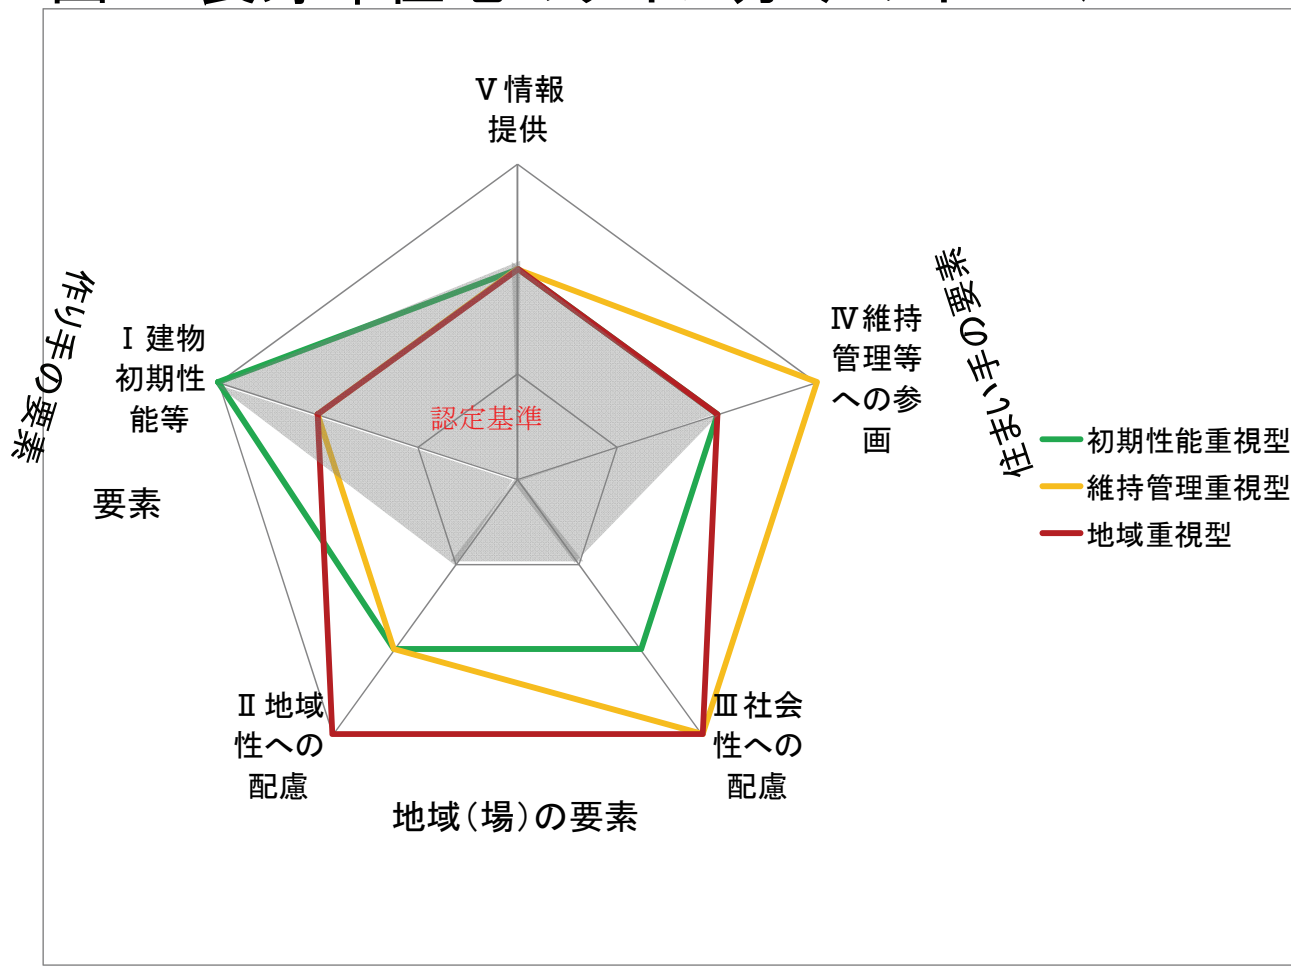 Ⅴ情報
提供
Ⅳ維持
管理等
への参
画
住まい手の要素
作り手の要素
Ⅰ 建物
初期性
能等
認定基準
要素
初期性能重視型
維持管理重視型
地域重視型
Ⅱ地域
性への
配慮
Ⅲ社会
性への
配慮
地域(場)の要素